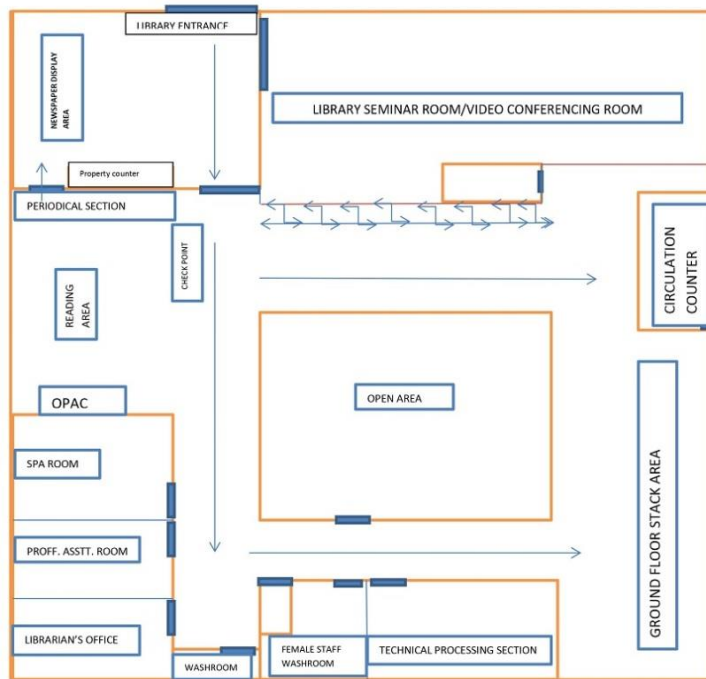 LIBRARY ENTRANCE
NEWSPAPER DISPLAY
AREA
LIBRARY SEMINAR ROOM/VIDEO CONFERENCING ROOM
Property counter
PERIODICAL SECTION
CHECK POINT
CIRCULATION
COUNTER
READING
AREA
OPAC
OPEN AREA
SPA ROOM
PROFF. ASSTT. ROOM
GROUND FLOOR STACK AREA
LIBRARIAN'S OFFICE
WASHROOM
FEMALE STAFF
WASHROOM
TECHNICAL PROCESSING SECTION